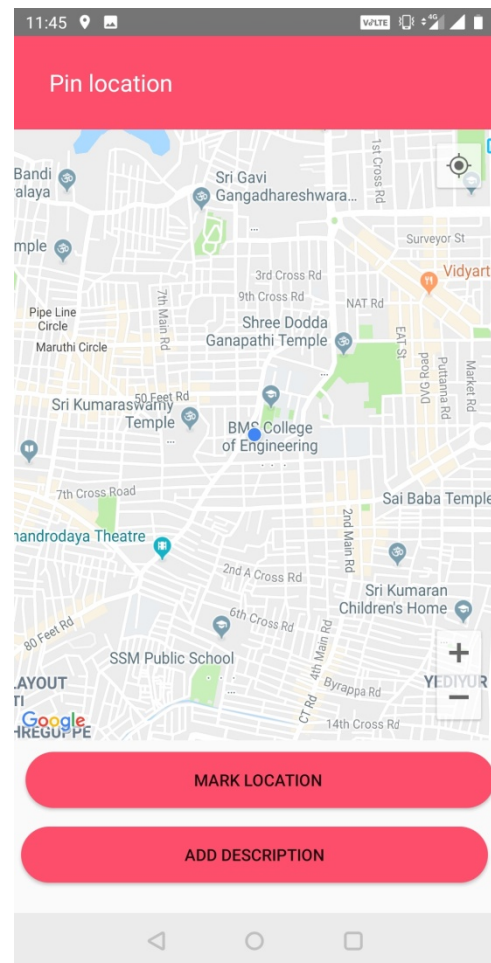 11:45
VoLTE
4G
Pin location
1st Cross Rd
Bandi
alaya
Sri Gavi
Gangadhareshwara...
...
mple
Surveyor St
3rd Cross Rd
Vidyart
9th Cross Rd
7th Main Rd
NAT Rd
Pipe Line
Circle
Shree Dodda
Ganapathi Temple
Maruthi Circle
EAT St
DVG Road
Puttanna Rd
Market Rd
...
50 Feet Rd
Sri Kumaraswamy
Temple
...
BMS College
of Engineering
...
7th Cross Road
Sai Baba Temple
2nd Main Rd
handrodaya Theatre
2nd A Cross Rd
Sri Kumaran
Children's Home
6th Cross Rd
80 Feet Rd
4th Main Rd
SSM Public School
+
...
...
Byrappa Rd
LAYOUT
TI
YEDIYUR
−
CT Rd
Google
HREGUPPE
14th Cross Rd
MARK LOCATION
ADD DESCRIPTION